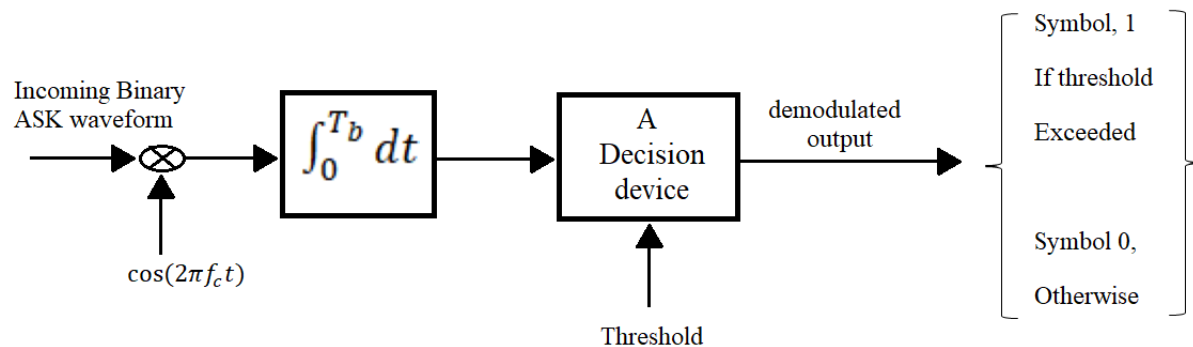 Incoming Binary
ASK waveform
cos(2πf_c t)
∫_0^{T_b} dt
A
Decision
device
Threshold
demodulated
output
Symbol, 1
If threshold
Exceeded
Symbol 0,
Otherwise